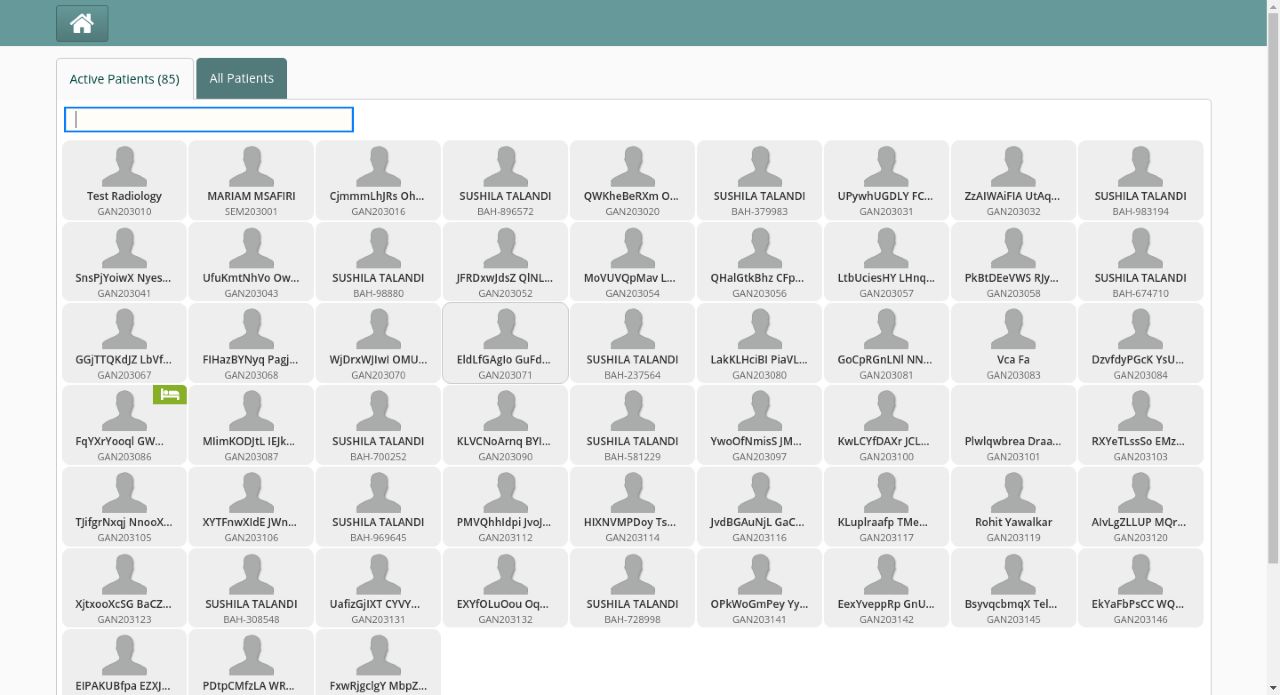 Active Patients (85)
All Patients
Test Radiology
GAN203010
MARIAM MSAFIRI
SEM203001
CjmmmLhJRs Oh...
GAN203016
SUSHILA TALANDI
BAH-896572
QWKheBeRXm O...
GAN203020
SUSHILA TALANDI
BAH-379983
UPywhUGDLY FC...
GAN203031
ZzAIWAiFIA UtAq...
GAN203032
SUSHILA TALANDI
BAH-983194
SnsPjYoiwX Nyes...
GAN203041
UfuKmtNhVo Ow...
GAN203043
SUSHILA TALANDI
BAH-98880
JFRDxwJdsZ QlNL...
GAN203052
MoVUVQpMav L...
GAN203054
QHalGtkBhz CFp...
GAN203056
LtbUciesHY LHnq...
GAN203057
PkBtDEeVWS RJy...
GAN203058
SUSHILA TALANDI
BAH-674710
GGjTTQKdJZ LbVf...
GAN203067
FIHazBYNyq Pagj...
GAN203068
WjDrxWJIwI OMU...
GAN203070
EldLfGAgIo GuFd...
GAN203071
SUSHILA TALANDI
BAH-237564
LakKLHciBI PiaVL...
GAN203080
GoCpRGnLNl NN...
GAN203081
Vca Fa
GAN203083
DzvfdyPGcK YsU...
GAN203084
FqYXrYooql GW...
GAN203086
MIimKODJtL IEJk...
GAN203087
SUSHILA TALANDI
BAH-700252
KLVCNoArnq BYI...
GAN203090
SUSHILA TALANDI
BAH-581229
YwoOfNmisS JM...
GAN203097
KwLCYfDAXr JCL...
GAN203100
Plwlqwbrea Draa...
GAN203101
RXYeTLssSo EMz...
GAN203103
TJifgrNxqj NnooX...
GAN203105
XYTFnwXIdE JWn...
GAN203106
SUSHILA TALANDI
BAH-969645
PMVQhhIdpi JvoJ...
GAN203112
HIXNVMPDoy Ts...
GAN203114
JvdBGAuNjL GaC...
GAN203116
KLuplraafp TMe...
GAN203117
Rohit Yawalkar
GAN203119
AIvLgZLLUP MQr...
GAN203120
XjtxooXcSG BaCZ...
GAN203123
SUSHILA TALANDI
BAH-308548
UafizGjIXT CYVY...
GAN203131
EXYfOLuOou Oq...
GAN203132
SUSHILA TALANDI
BAH-728998
OPkWoGmPey Yy...
GAN203141
EexYveppRp GnU...
GAN203142
BsyvqcbmqX Tel...
GAN203145
EkYaFbPsCC WQ...
GAN203146
EIPAKUBfpa EZXJ...
PDtpCMfzLA WR...
FxwRjgclgY MbpZ...